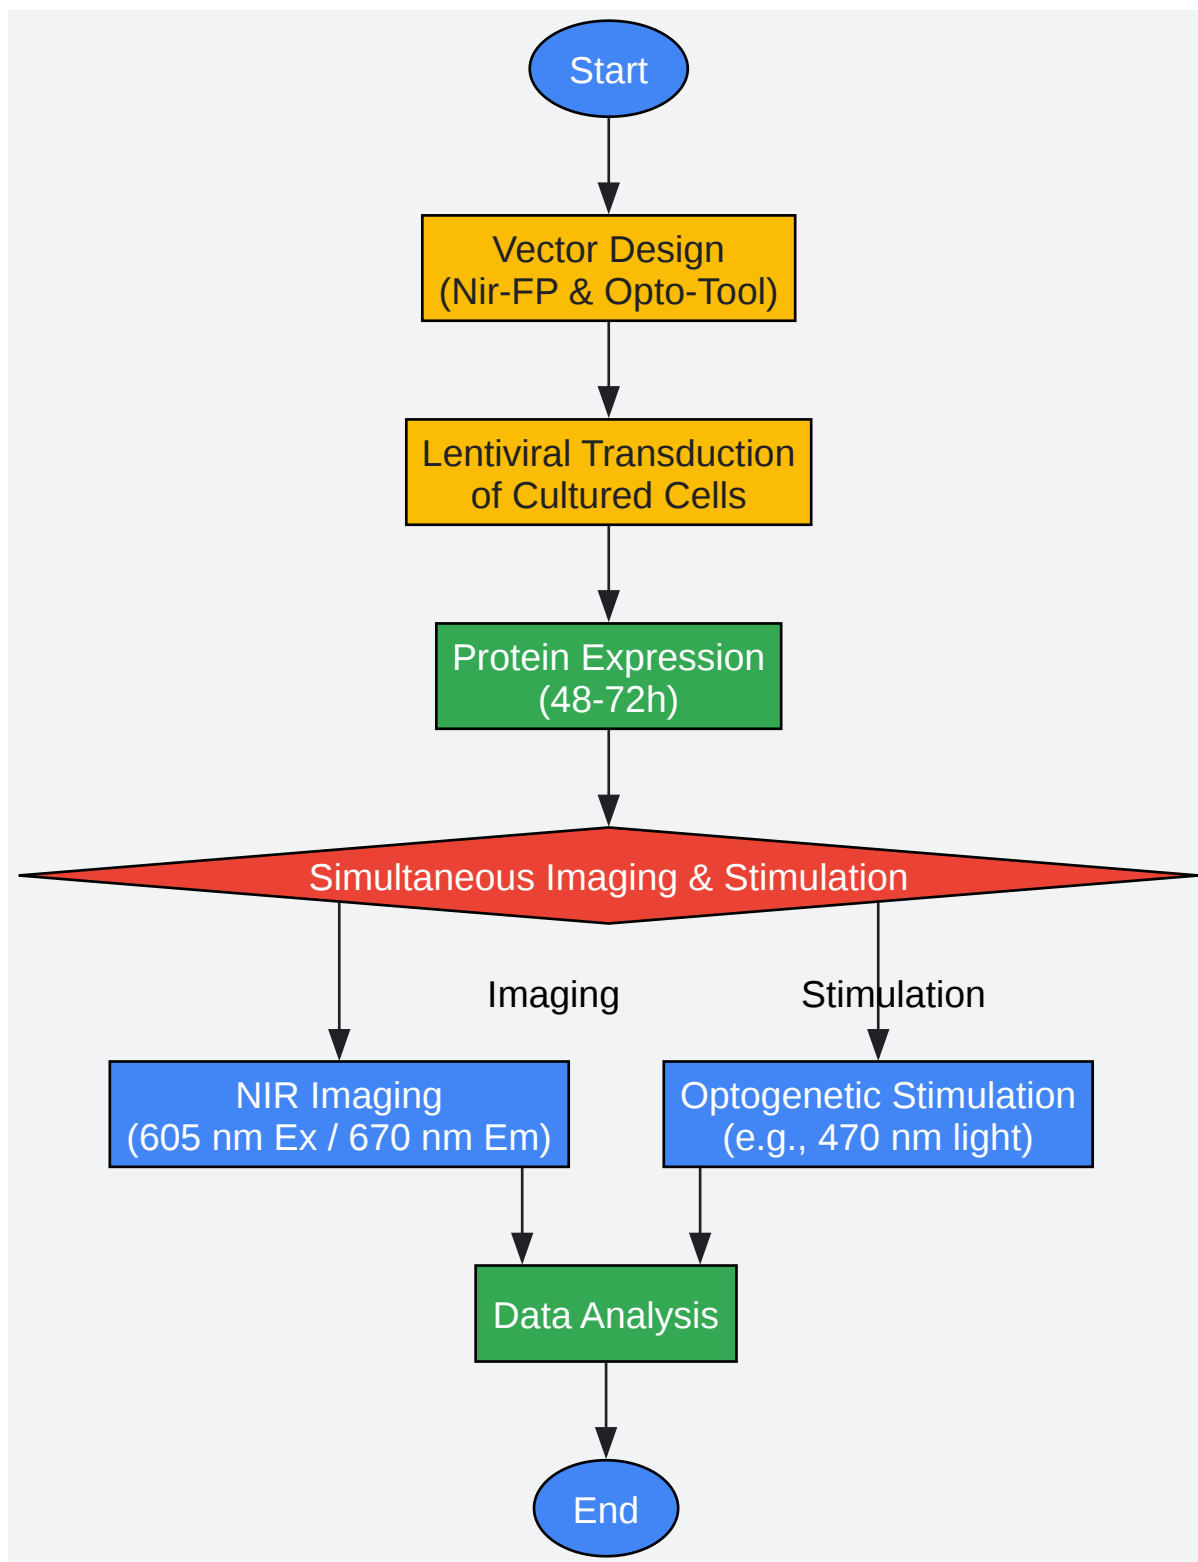 Start
Vector Design
(Nir-FP & Opto-Tool)
Lentiviral Transduction
of Cultured Cells
Protein Expression
(48-72h)
Simultaneous Imaging & Stimulation
Imaging
Stimulation
NIR Imaging
(605 nm Ex / 670 nm Em)
Optogenetic Stimulation
(e.g., 470 nm light)
Data Analysis
End